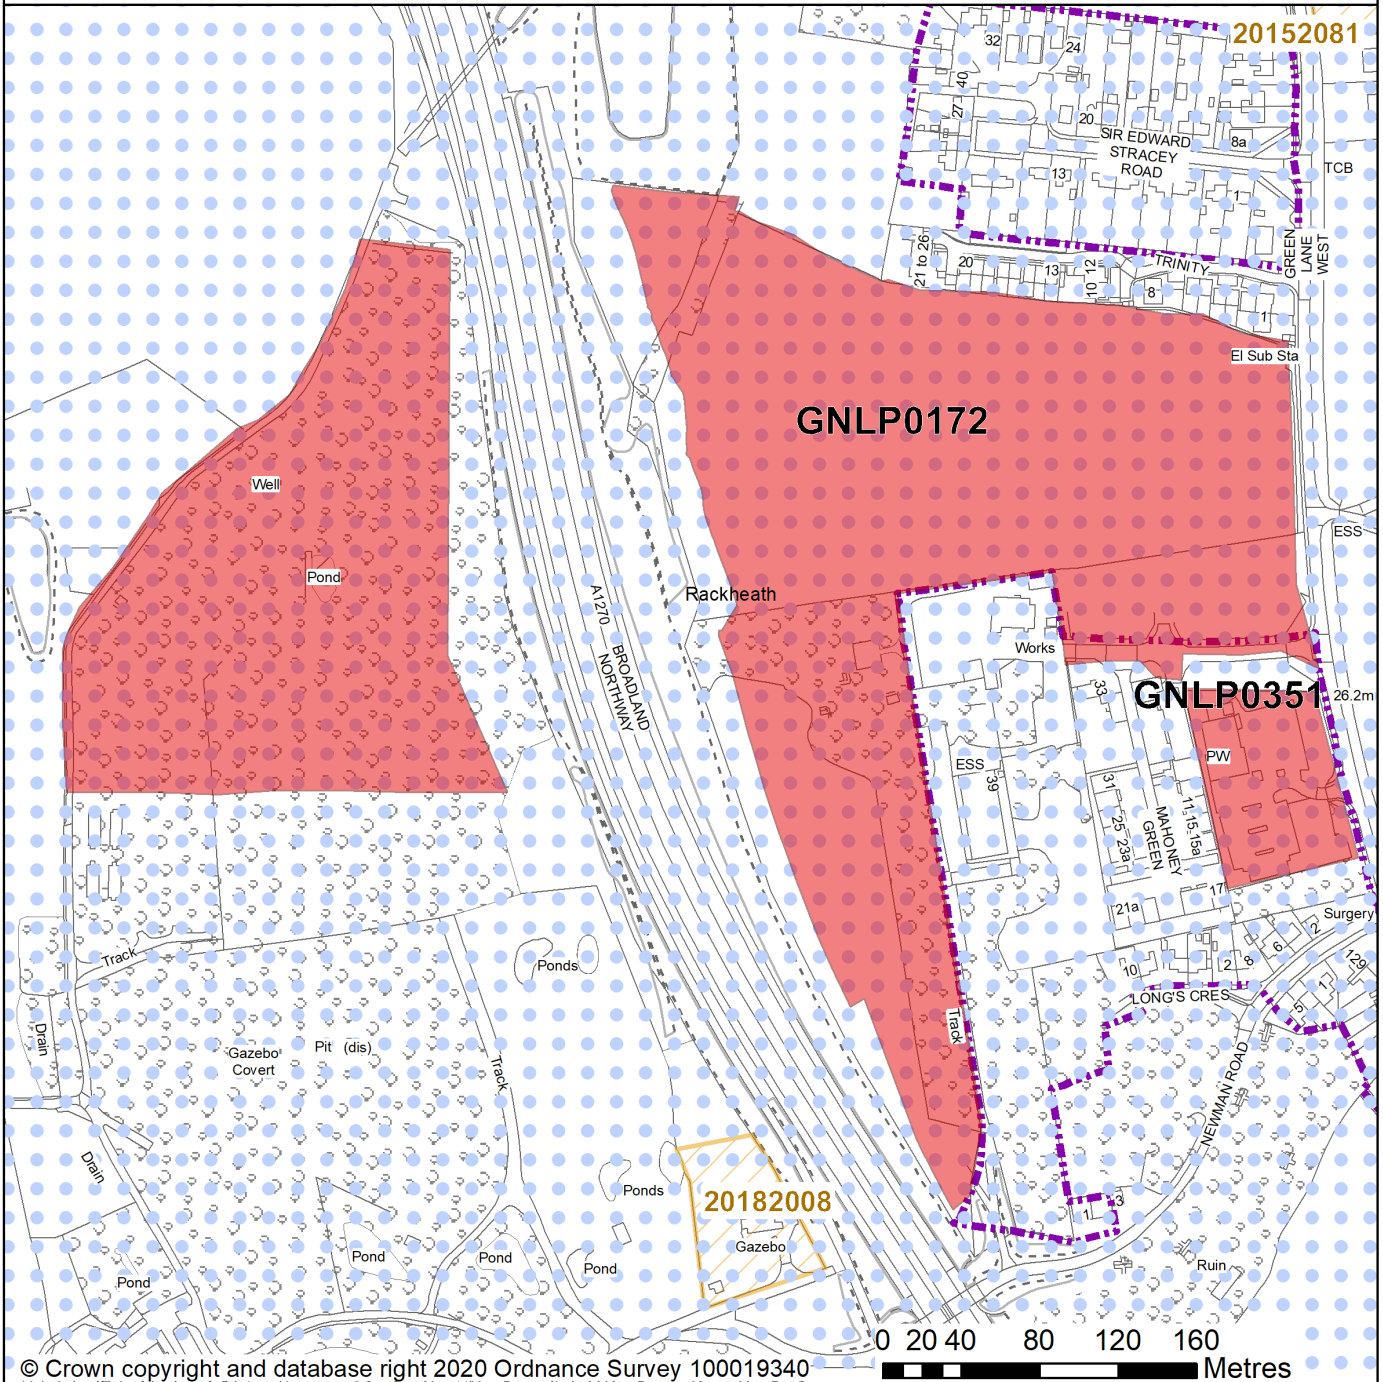 20152081
32
24
40
27
20
SIR EDWARD
STRACEY
ROAD
8a
TCB
13
1
GREEN
LANE
WEST
21 to 26
20
13
10 12
TRINITY
8
1
El Sub Sta
GNLP0172
Well
ESS
Pond
A1270
BROADLAND
NORTHWAY
Rackheath
Works
33
GNLP0351
26.2m
PW
ESS
39
31
25
23a
MAHONEY
GREEN
11,15-15a
17
21a
Surgery
2
6
8
2
10
129
1
5
LONG'S CRES
Track
Ponds
Drain
Gazebo
Covert
Pit (dis)
Track
Track
NEWMAN ROAD
Drain
Ponds
20182008
3
1
Gazebo
Pond
Pond
Pond
Pond
Ruin
0 20 40 80 120 160
Metres
© Crown copyright and database right 2020 Ordnance Survey 100019340